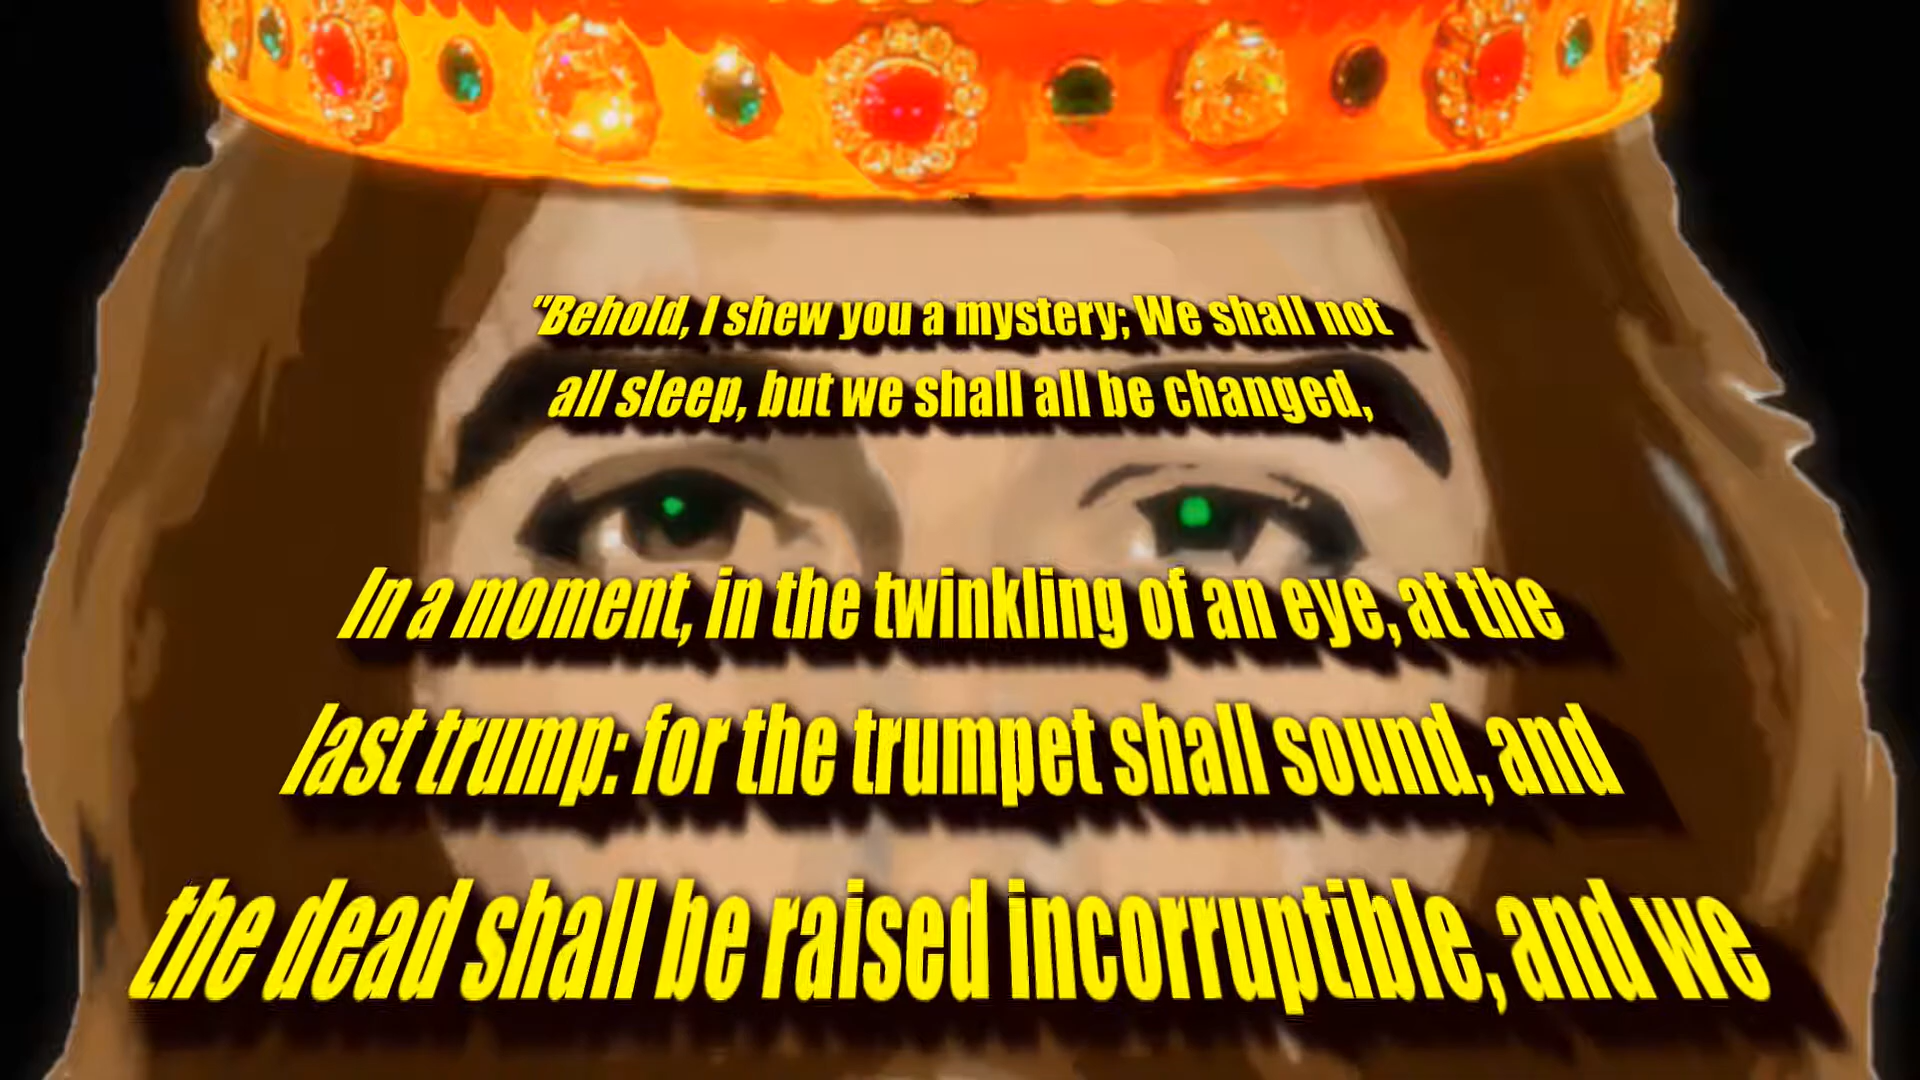 "Behold, I shew you a mystery; We shall not
all sleep, but we shall all be changed,
In a moment, in the twinkling of an eye, at the
last trump: for the trumpet shall sound, and
the dead shall be raised incorruptible, and we